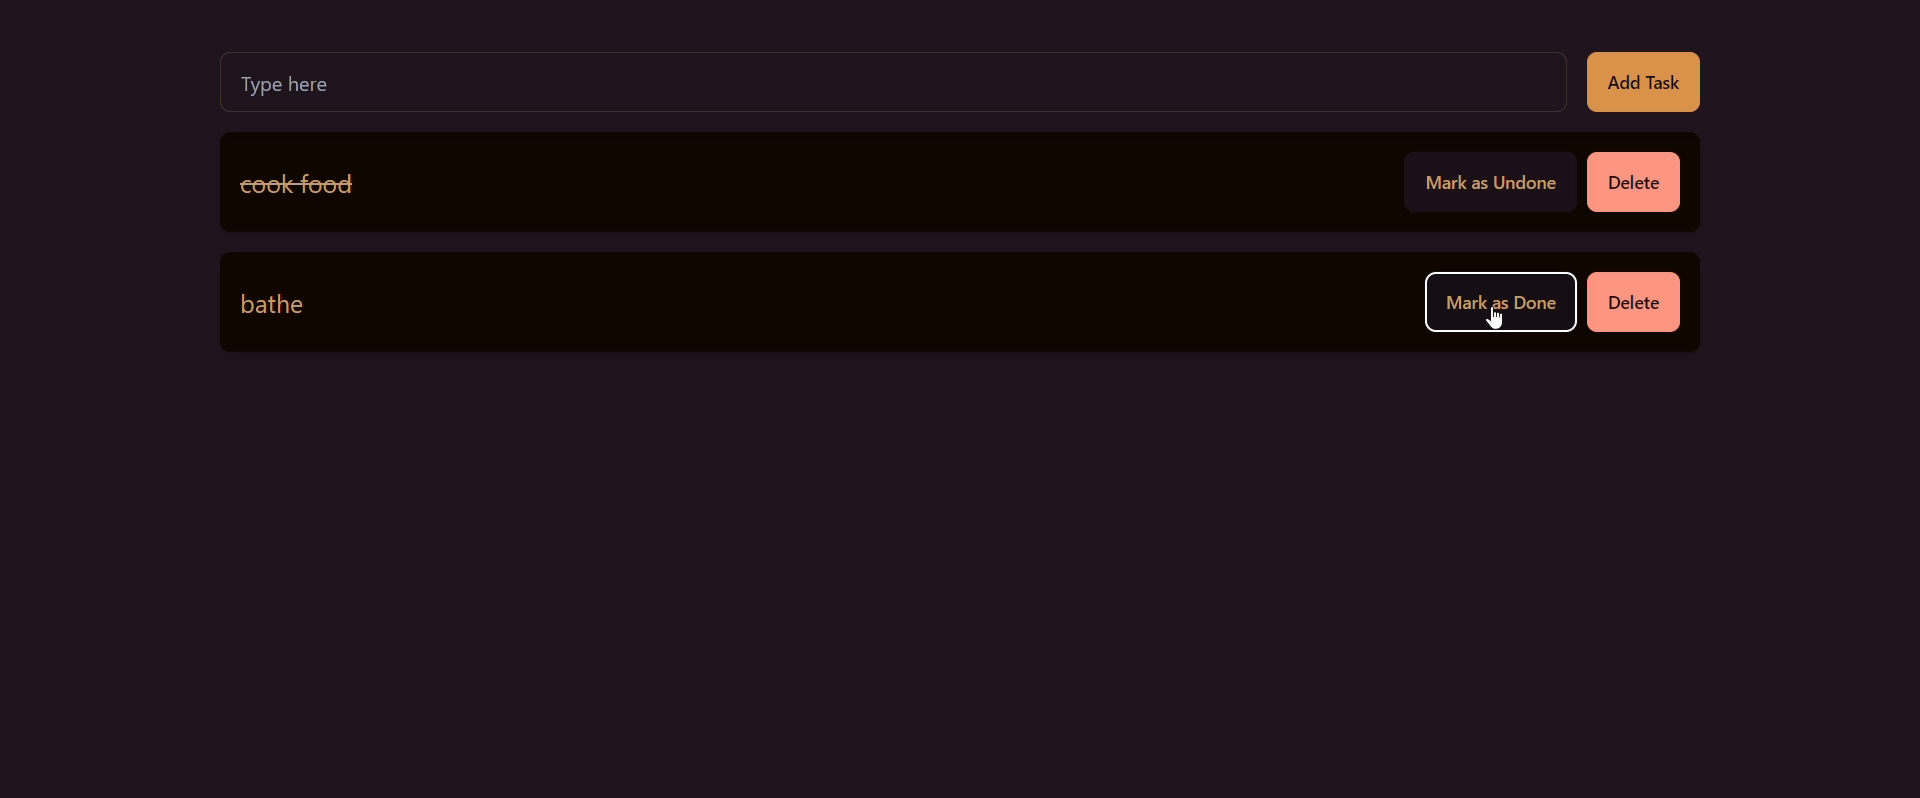 Type here
Add Task
cook food
Mark as Undone
Delete
bathe
Mark as Done
Delete